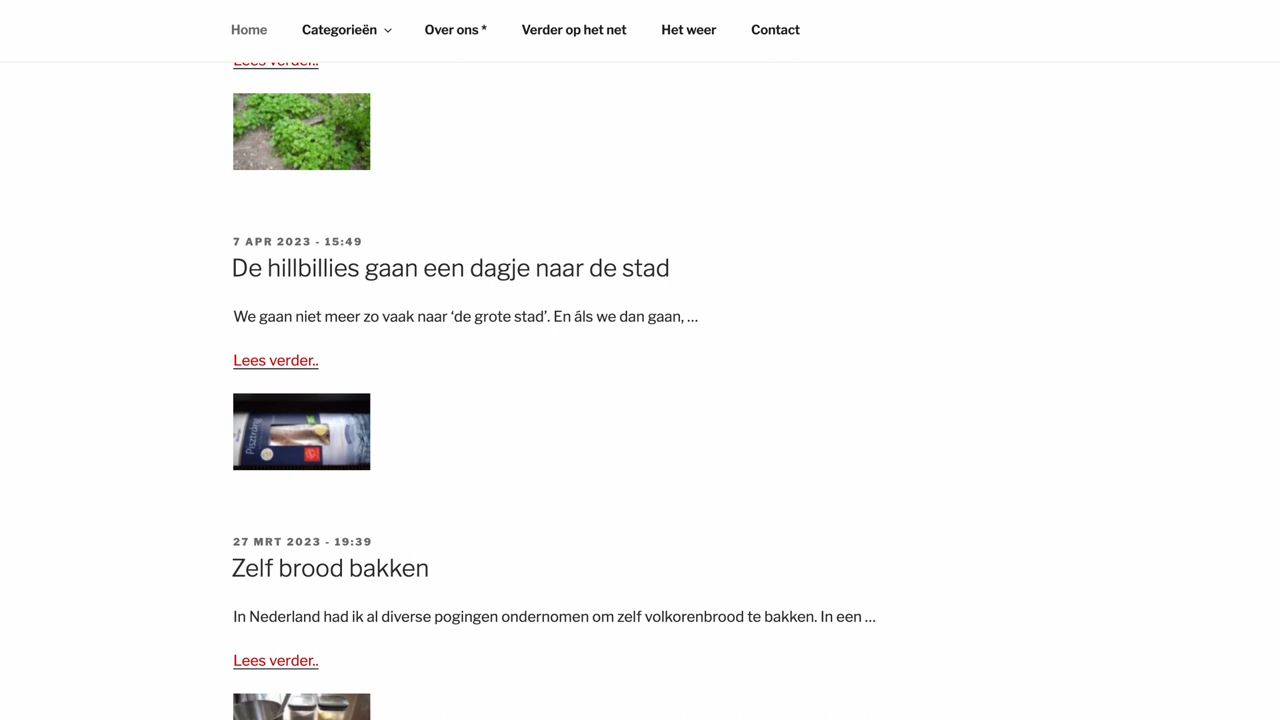 Home Categorieën Over ons * Verder op het net Het weer Contact
Lees verder..
7 APR 2023 - 15:49
De hillbillies gaan een dagje naar de stad
We gaan niet meer zo vaak naar ‘de grote stad’. En áls we dan gaan, …
Lees verder..
Pisztráng
27 MRT 2023 - 19:39
Zelf brood bakken
In Nederland had ik al diverse pogingen ondernomen om zelf volkorenbrood te bakken. In een …
Lees verder..